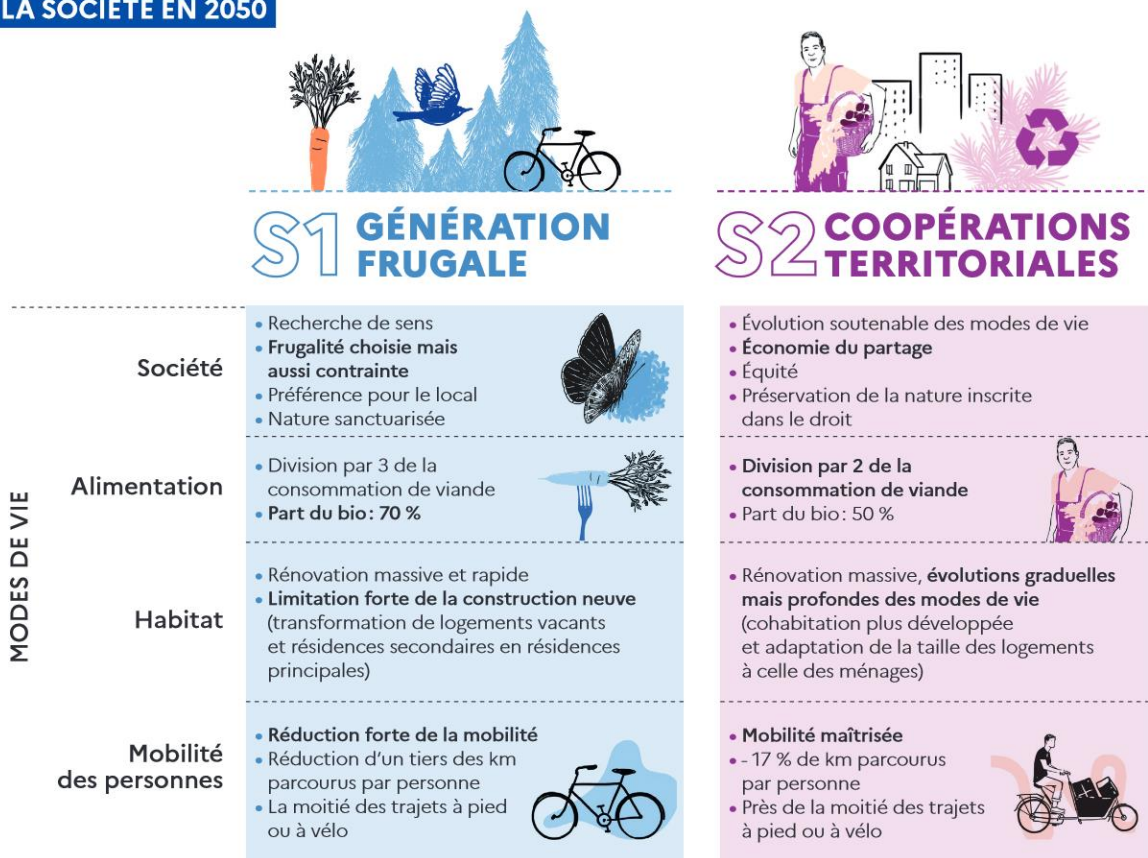 LA SOCIÉTÉ EN 2050
S1 GÉNÉRATION
FRUGALE
S2 COOPÉRATIONS
TERRITORIALES
MODES DE VIE
Société
• Recherche de sens
• Frugalité choisie mais
aussi contrainte
• Préférence pour le local
• Nature sanctuarisée
• Évolution soutenable des modes de vie
• Économie du partage
• Équité
• Préservation de la nature inscrite
dans le droit
Alimentation
• Division par 3 de la
consommation de viande
• Part du bio : 70 %
• Division par 2 de la
consommation de viande
• Part du bio : 50 %
Habitat
• Rénovation massive et rapide
• Limitation forte de la construction neuve
(transformation de logements vacants
et résidences secondaires en résidences
principales)
• Rénovation massive, évolutions graduelles
mais profondes des modes de vie
(cohabitation plus développée
et adaptation de la taille des logements
à celle des ménages)
Mobilité
des personnes
• Réduction forte de la mobilité
• Réduction d'un tiers des km
parcourus par personne
• La moitié des trajets à pied
ou à vélo
• Mobilité maîtrisée
• - 17 % de km parcourus
par personne
• Près de la moitié des trajets
à pied ou à vélo